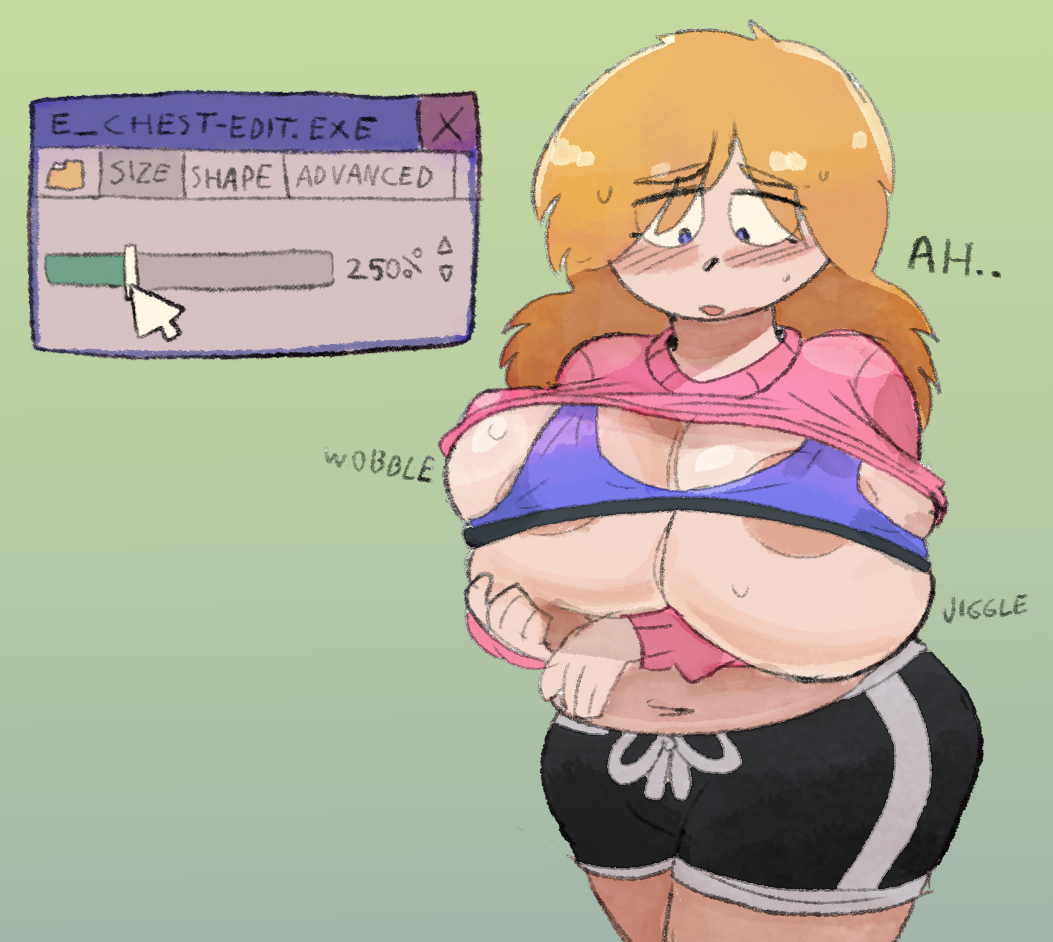 E_CHEST-EDIT.EXE X
SIZE SHAPE ADVANCED
250%
AH..
WOBBLE
JIGGLE